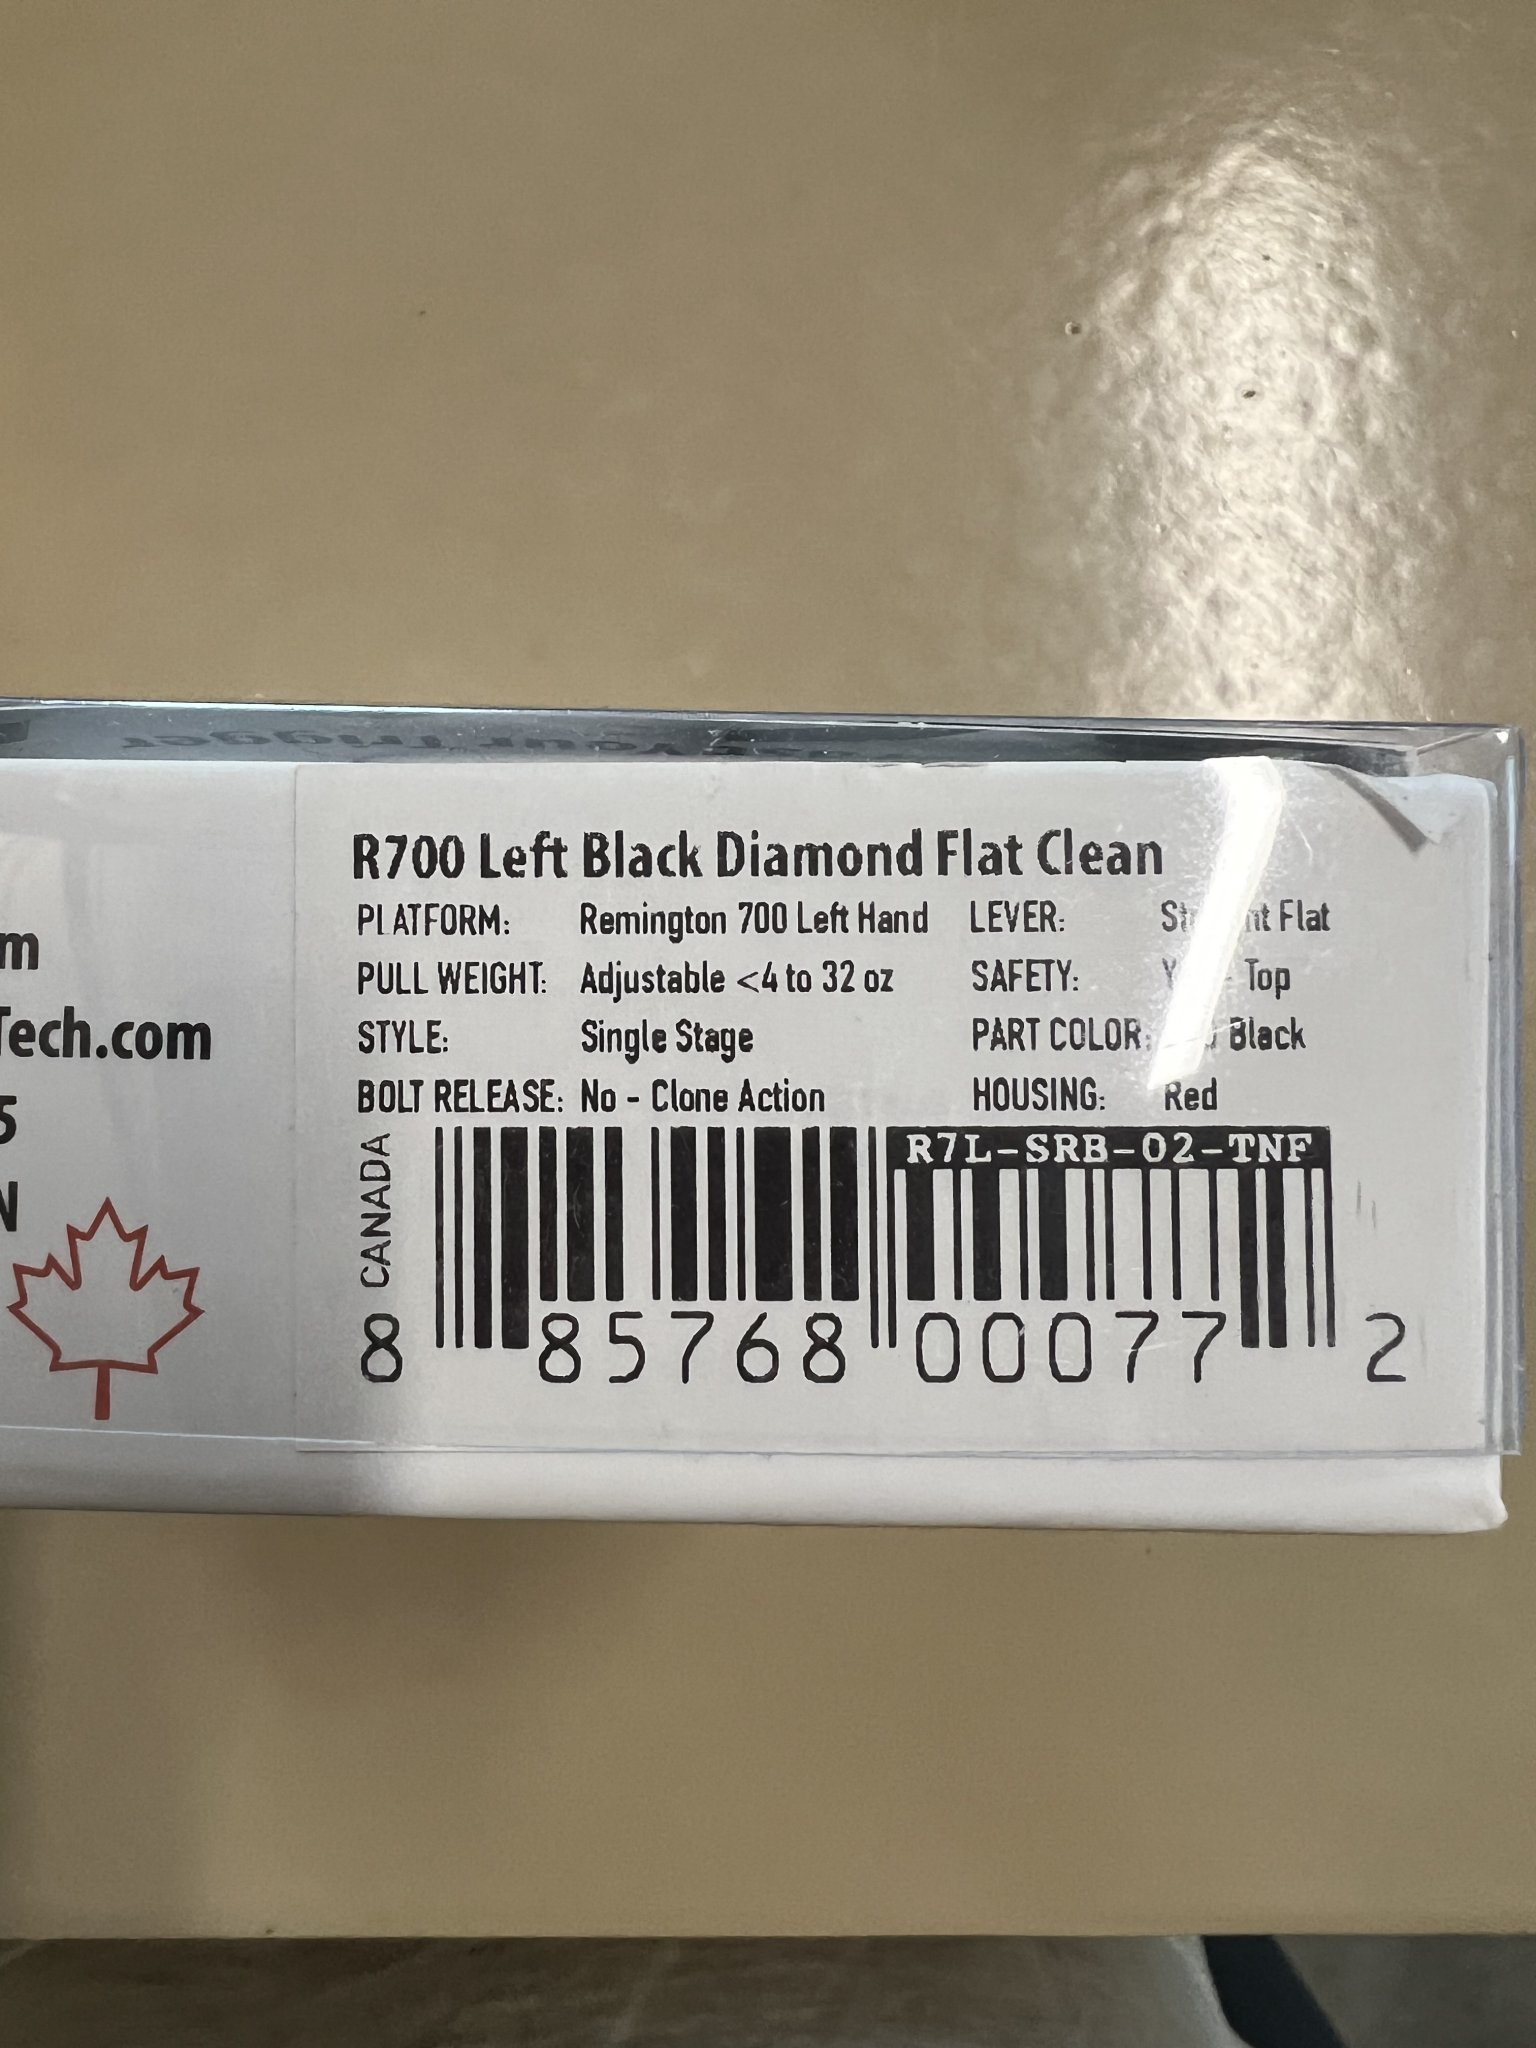 m
Tech.com
5
N
R700 Left Black Diamond Flat Clean
PLATFORM: Remington 700 Left Hand LEVER: Flat
PULL WEIGHT: Adjustable <4 to 32 oz SAFETY: - Top
STYLE: Single Stage PART COLOR: Black
BOLT RELEASE: No - Clone Action HOUSING: Red
CANADA
R7L-SRB-02-TNF
8 85768 00077 2
Your Trigger